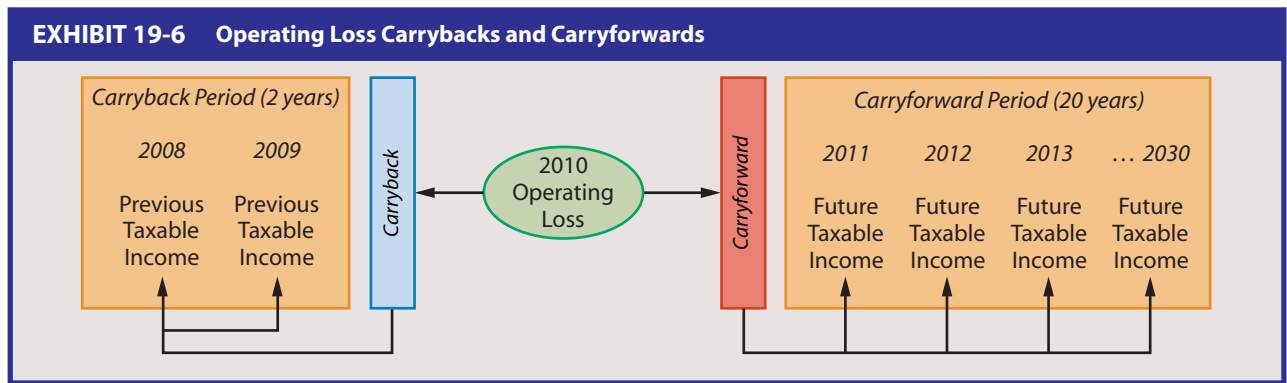 EXHIBIT 19-6 Operating Loss Carrybacks and Carryforwards
Carryback Period (2 years)
2008 2009
Previous Previous
Taxable Taxable
Income Income
Carryback
2010
Operating
Loss
Carryforward
Carryforward Period (20 years)
2011 2012 2013 … 2030
Future Future Future Future
Taxable Taxable Taxable Taxable
Income Income Income Income